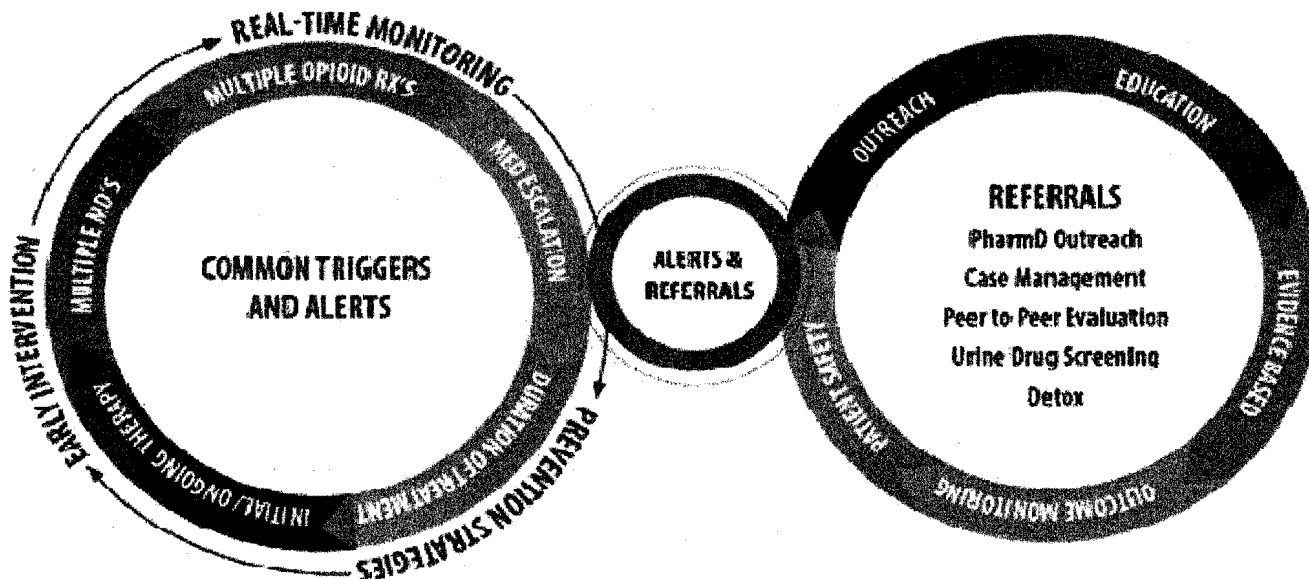 REAL-TIME MONITORING
MULTIPLE OPIOID RX'S
MED ESCALATION
DURATION OF TREATMENT
INITIAL/ONGOING THERAPY
MULTIPLE MD'S
EARLY INTERVENTION
PREVENTION STRATEGIES
COMMON TRIGGERS
AND ALERTS
ALERTS &
REFERRALS
OUTREACH
EDUCATION
EVIDENCE BASED
OUTCOME MONITORING
PATIENT SAFETY
REFERRALS
PharmD Outreach
Case Management
Peer to Peer Evaluation
Urine Drug Screening
Detox